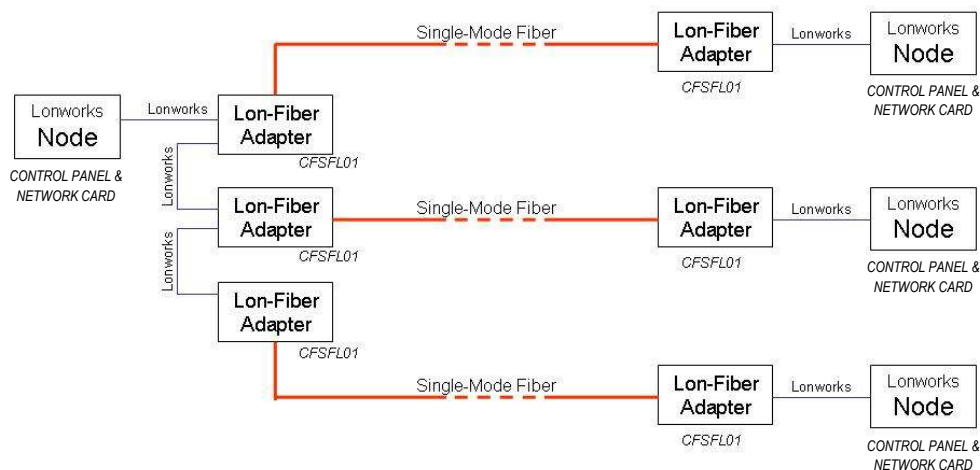 Single-Mode Fiber
Lon-Fiber
Adapter
CFSFL01
Lonworks
Lonworks
Node
CONTROL PANEL &
NETWORK CARD
Lonworks
Node
CONTROL PANEL &
NETWORK CARD
Lonworks
Lon-Fiber
Adapter
CFSFL01
Lonworks
Lon-Fiber
Adapter
CFSFL01
Single-Mode Fiber
Lon-Fiber
Adapter
CFSFL01
Lonworks
Lonworks
Node
CONTROL PANEL &
NETWORK CARD
Lonworks
Lon-Fiber
Adapter
CFSFL01
Single-Mode Fiber
Lon-Fiber
Adapter
CFSFL01
Lonworks
Lonworks
Node
CONTROL PANEL &
NETWORK CARD